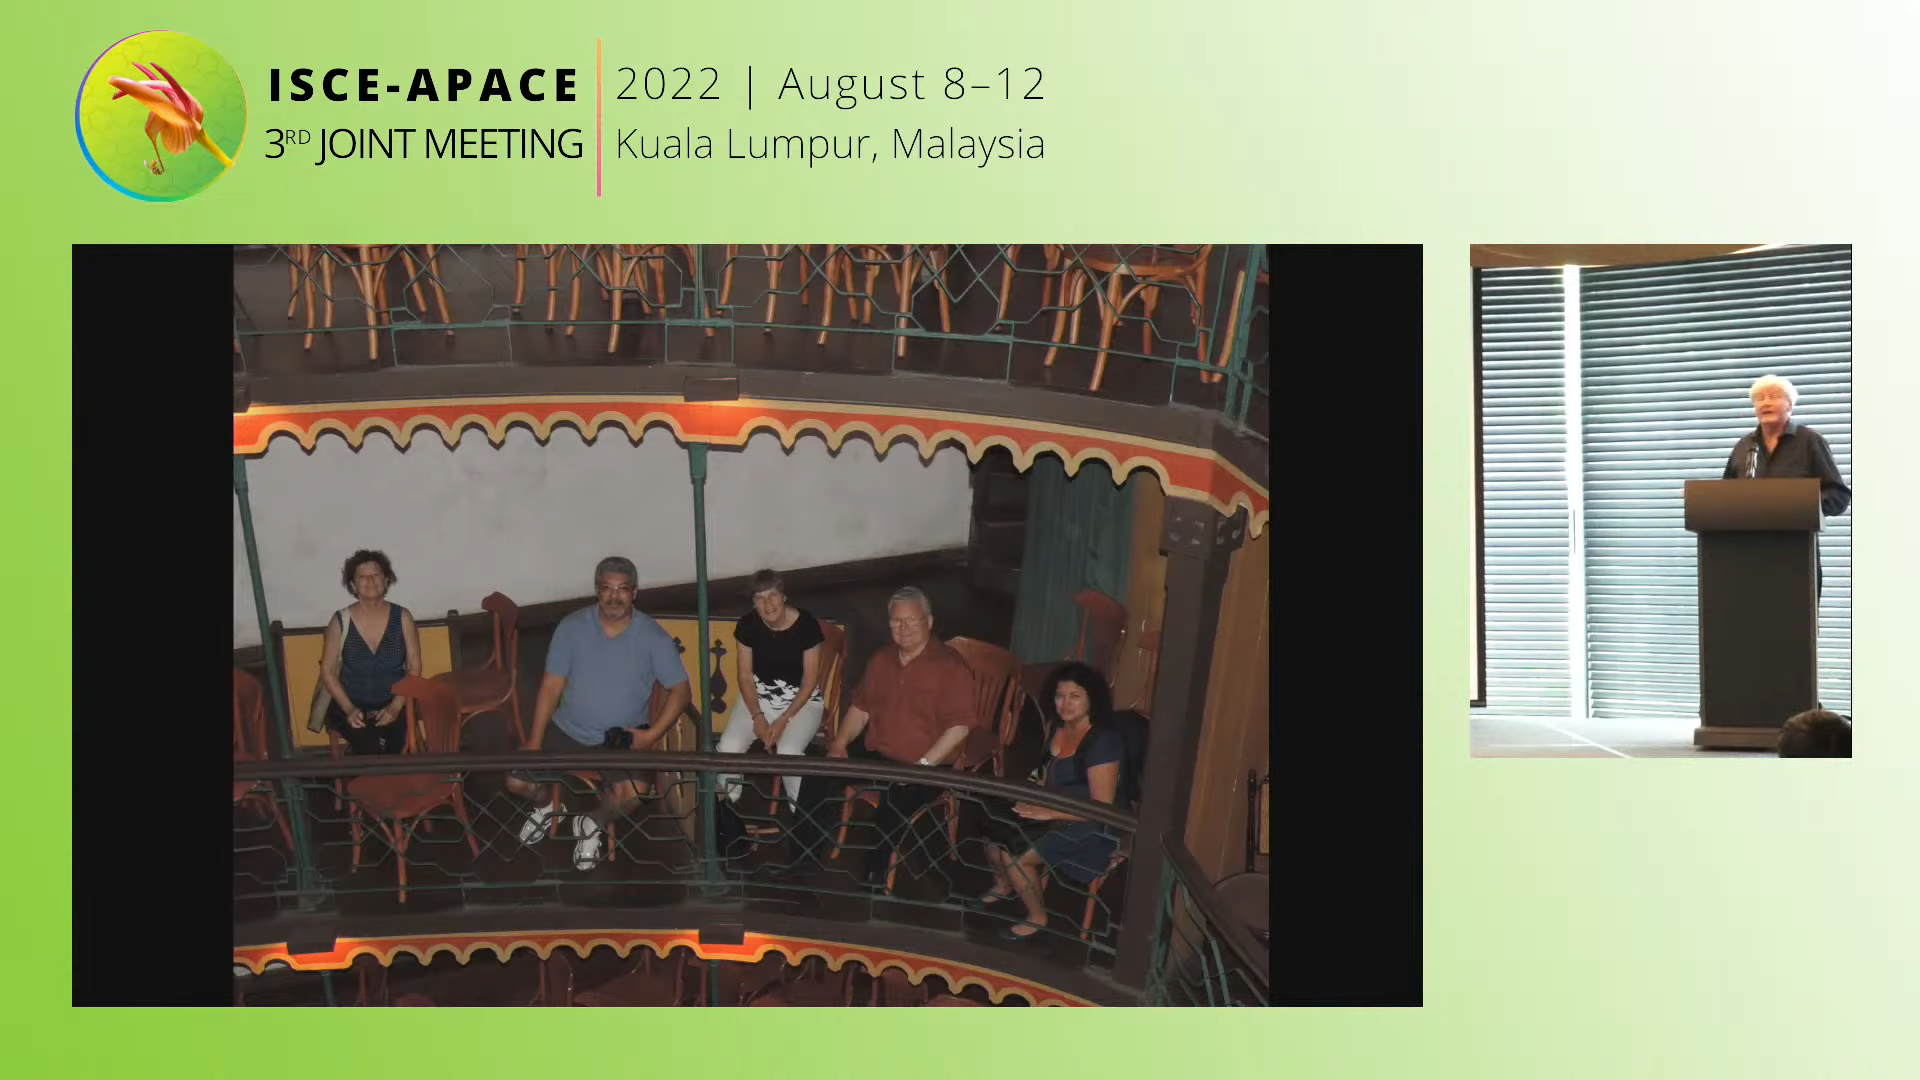 ISCE-APACE
3RD JOINT MEETING
2022 | August 8–12
Kuala Lumpur, Malaysia